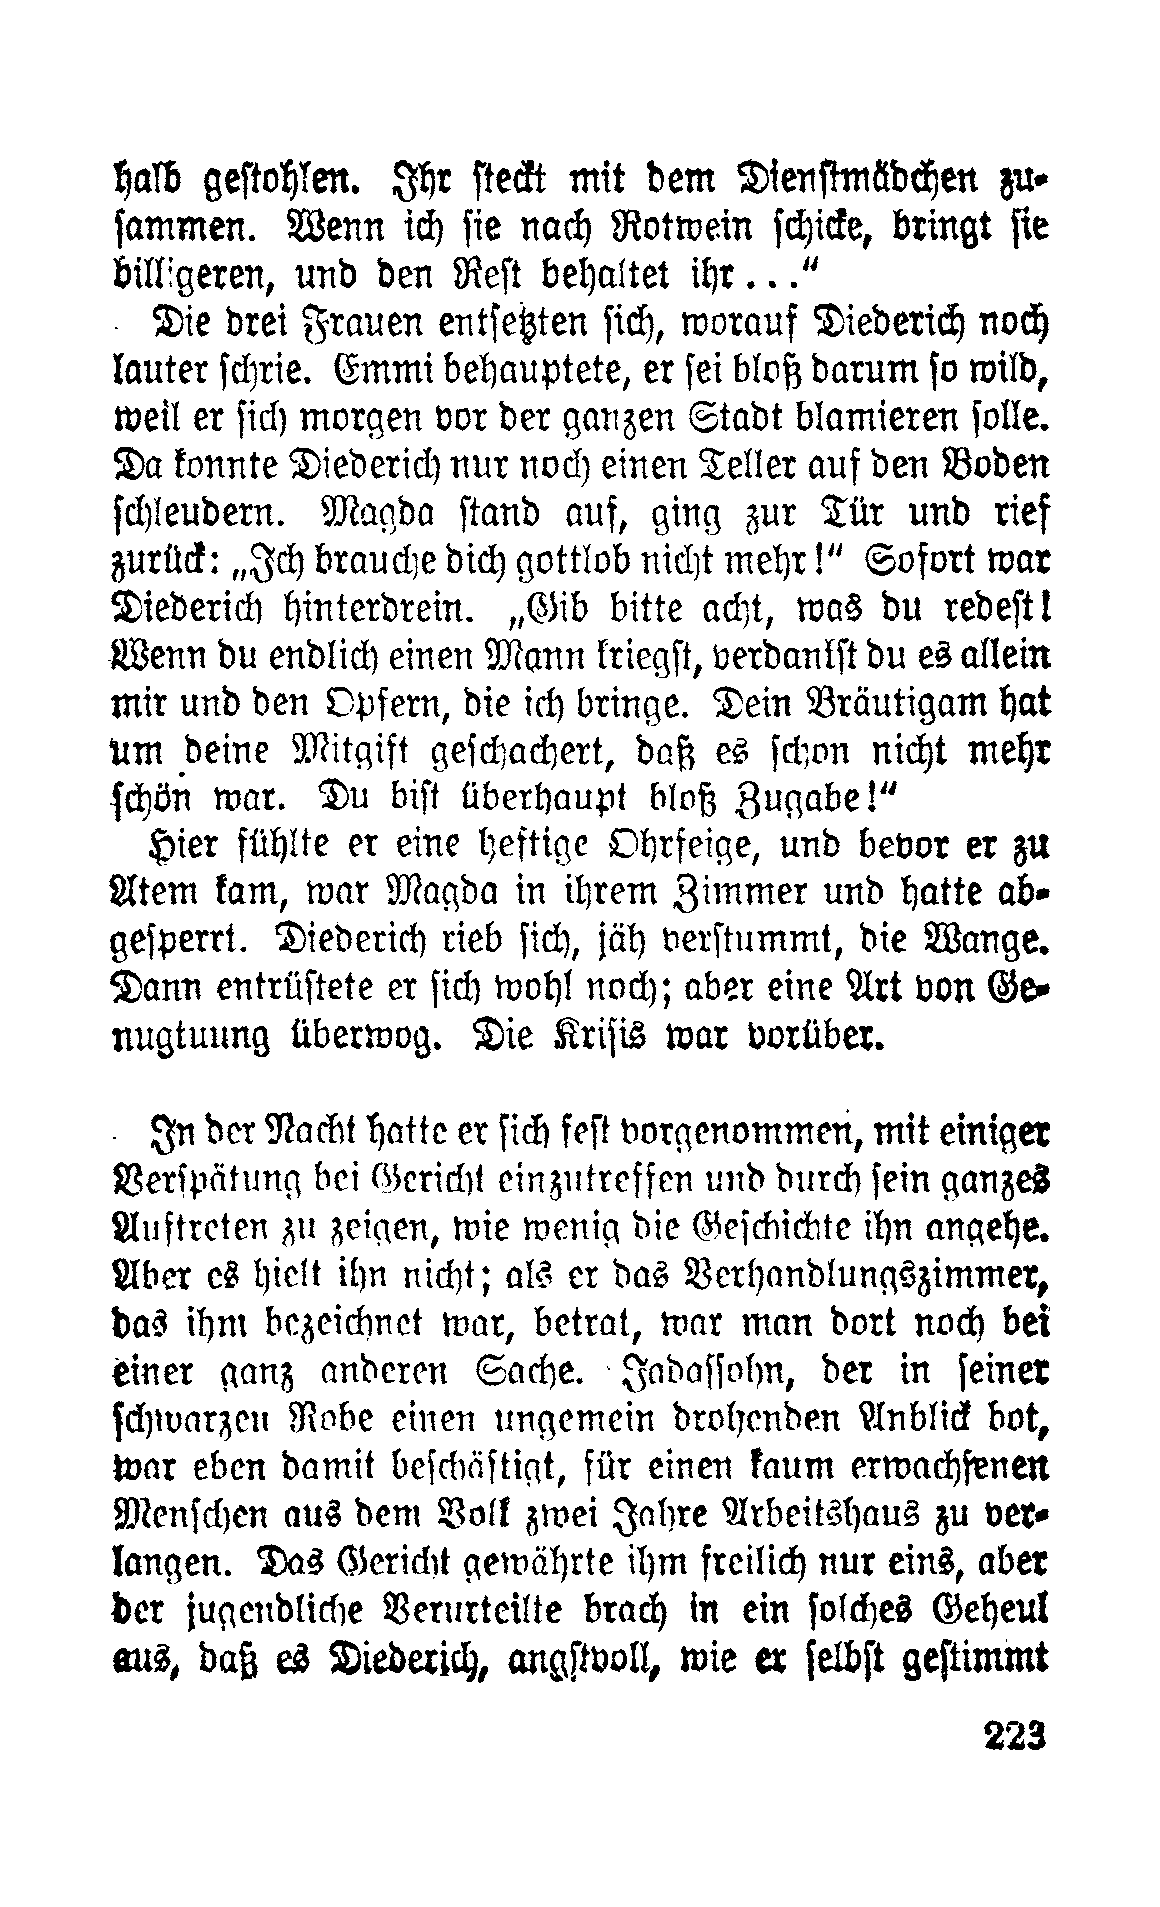 halb gestohlen. Ihr steckt mit dem Dienstmädchen zu-
sammen. Wenn ich sie nach Rotwein schicke, bringt sie
billigeren, und den Rest behaltet ihr ...“
Die drei Frauen entsetzten sich, worauf Diederich noch
lauter schrie. Emmi behauptete, er sei bloß darum so wild,
weil er sich morgen vor der ganzen Stadt blamieren solle.
Da konnte Diederich nur noch einen Teller auf den Boden
schleudern. Magda stand auf, ging zur Tür und rief
zurück: „Ich brauche dich gottlob nicht mehr!“ Sofort war
Diederich hinterdrein. „Gib bitte acht, was du redest!
Wenn du endlich einen Mann kriegst, verdankst du es allein
mir und den Opfern, die ich bringe. Dein Bräutigam hat
um deine Mitgift geschachert, daß es schon nicht mehr
schön war. Du bist überhaupt bloß Zugabe!“
Hier fühlte er eine heftige Ohrfeige, und bevor er zu
Atem kam, war Magda in ihrem Zimmer und hatte ab-
gesperrt. Diederich rieb sich, jäh verstummt, die Wange.
Dann entrüstete er sich wohl noch; aber eine Art von Ge-
nugtuung überwog. Die Krisis war vorüber.
In der Nacht hatte er sich fest vorgenommen, mit einiger
Verspätung bei Gericht einzutreffen und durch sein ganzes
Auftreten zu zeigen, wie wenig die Geschichte ihn angehe.
Aber es hielt ihn nicht; als er das Verhandlungszimmer,
das ihm bezeichnet war, betrat, war man dort noch bei
einer ganz anderen Sache. Jadassohn, der in seiner
schwarzen Robe einen ungemein drohenden Anblick bot,
war eben damit beschäftigt, für einen kaum erwachsenen
Menschen aus dem Volk zwei Jahre Arbeitshaus zu ver-
langen. Das Gericht gewährte ihm freilich nur eins, aber
der jugendliche Verurteilte brach in ein solches Geheul
aus, daß es Diederich, angstvoll, wie er selbst gestimmt
223